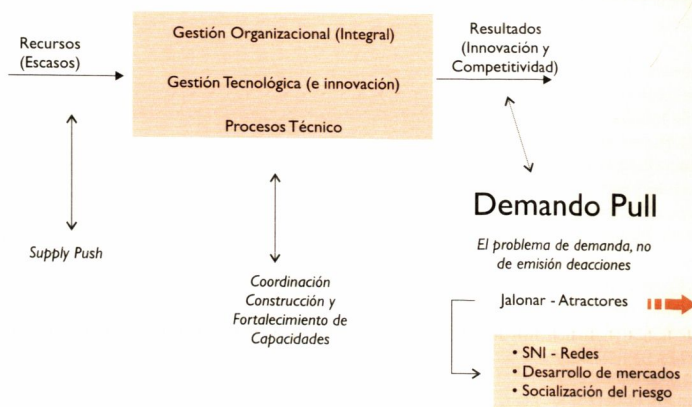 Recursos
(Escasos)
Gestión Organizacional (Integral)
Gestión Tecnológica (e innovación)
Procesos Técnico
Resultados
(Innovación y
Competitividad)
Supply Push
Coordinación
Construcción y
Fortalecimiento de
Capacidades
Demando Pull
El problema de demanda, no
de emisión deacciones
Jalonar - Atractores
• SNI - Redes
• Desarrollo de mercados
• Socialización del riesgo